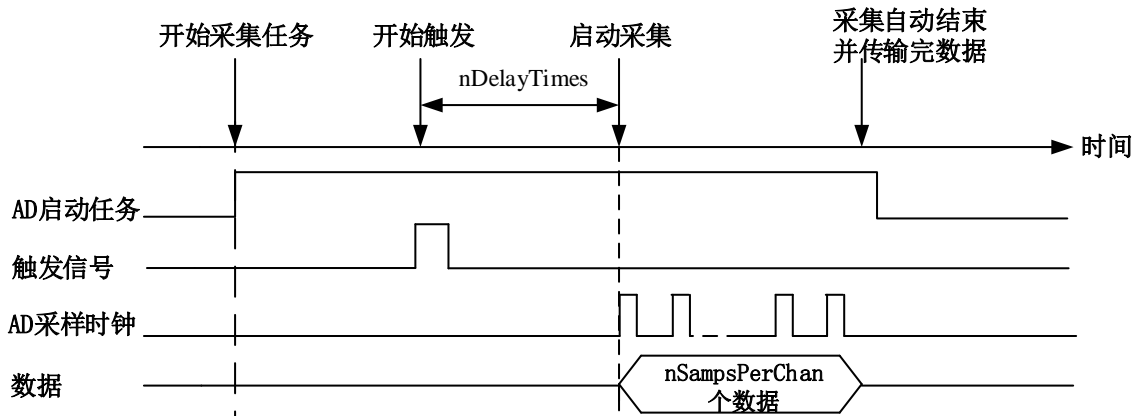 开始采集任务
开始触发
启动采集
采集自动结束
并传输完数据
nDelayTimes
时间
AD启动任务
触发信号
AD采样时钟
数据
nSampsPerChan
个数据